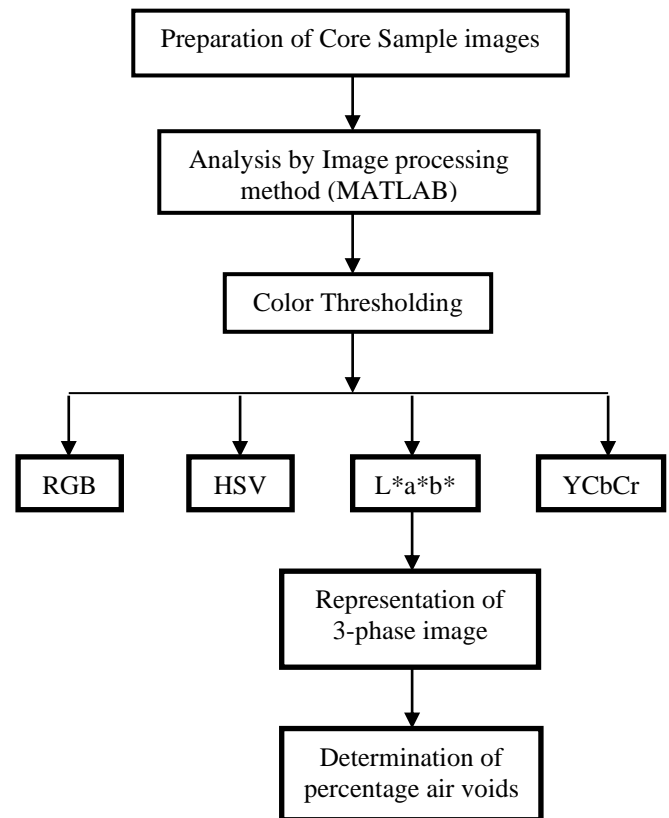 Preparation of Core Sample images
Analysis by Image processing
method (MATLAB)
Color Thresholding
RGB
HSV
L*a*b*
YCbCr
Representation of
3-phase image
Determination of
percentage air voids